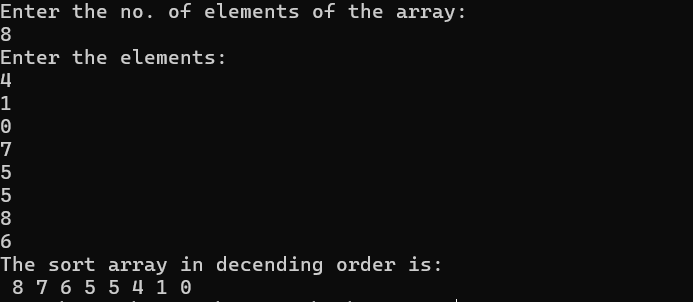 Enter the no. of elements of the array:
8
Enter the elements:
4
1
0
7
5
5
8
6
The sort array in decending order is:
8 7 6 5 5 4 1 0